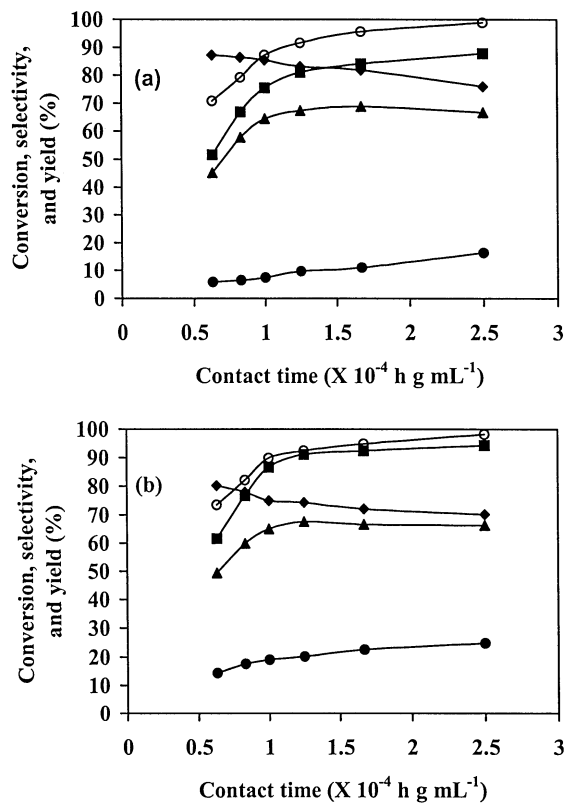 100
90
80
70
60
50
40
30
20
10
0
(a)
Conversion, selectivity,
and yield (%)
0 0.5 1 1.5 2 2.5 3
Contact time (X 10⁻⁴ h g mL⁻¹)
100
90
80
70
60
50
40
30
20
10
0
(b)
Conversion, selectivity,
and yield (%)
0 0.5 1 1.5 2 2.5 3
Contact time (X 10⁻⁴ h g mL⁻¹)